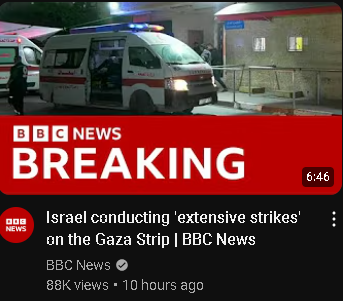 BBC NEWS
BREAKING
6:46
BBC
NEWS
Israel conducting 'extensive strikes'
on the Gaza Strip | BBC News
BBC News
88K views • 10 hours ago